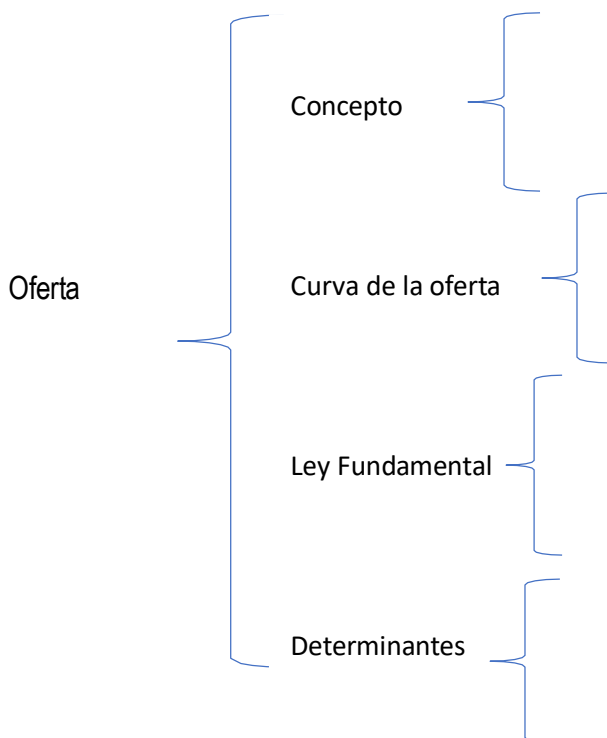 Concepto
Oferta
Curva de la oferta
Ley Fundamental
Determinantes